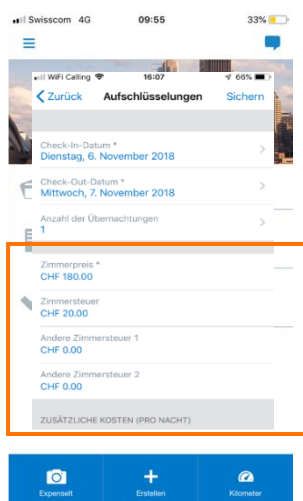 Swisscom 4G 09:55 33%
WiFi Calling 16:07 66%
Zurück Aufschlüsselungen Sichern
Check-In-Datum *
Dienstag, 6. November 2018
Check-Out-Datum *
Mittwoch, 7. November 2018
Anzahl der Übernachtungen
1
Zimmerpreis *
CHF 180.00
Zimmersteuer
CHF 20.00
Andere Zimmersteuer 1
CHF 0.00
Andere Zimmersteuer 2
CHF 0.00
ZUSÄTZLICHE KOSTEN (PRO NACHT)
ExpenseIt Erstellen Kilometer